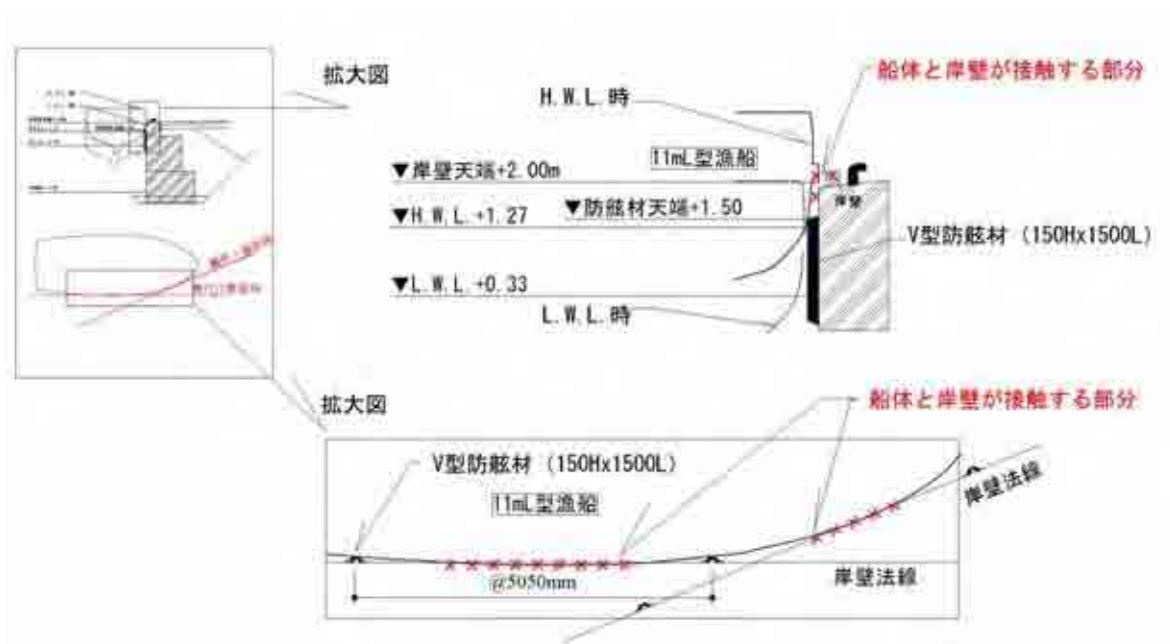 拡大図
船体と岸壁が接触する部分
H.W.L.時
11mL型漁船
▼岸壁天端+2.00m
岸壁
▼H.W.L.+1.27
▼防舷材天端+1.50
V型防舷材 (150Hx1500L)
▼L.W.L.+0.33
L.W.L.時
拡大図
船体と岸壁が接触する部分
V型防舷材 (150Hx1500L)
11mL型漁船
岸壁法線
@5050mm
岸壁法線